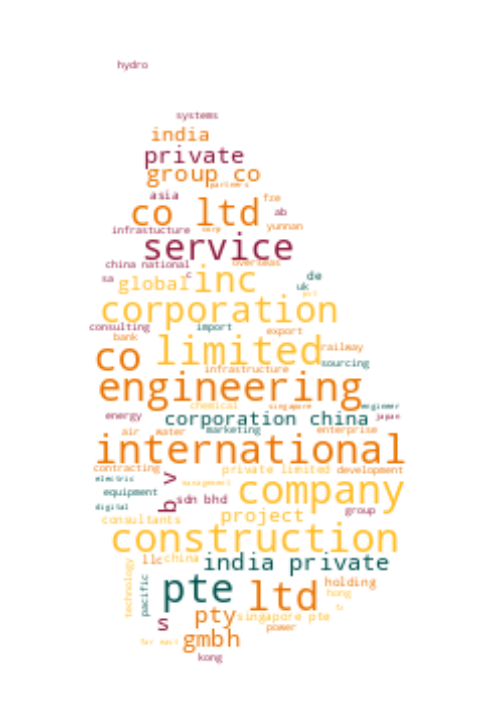 hydro
systems
india
private
group co
partners
asia
fze
co ltd
ab
infrastucture
corp
yunnan
service
china national
overseas
sa
global
c
inc
de
uk
corporation
consulting
import
export
bank
co
limited
railway
sourcing
infrastructure
engineering
chemical
singapore
engineer
energy
corporation china
japan
air
water
marketing
enterprise
international
contracting
private limited
development
electric
b v
management
equipment
sdn bhd
company
digital
consultants
project
group
construction
llc
china
india private
technology
pacific
pte
ltd
holding
hong
s
pty
singapore pte
far east
gmbh
power
kong